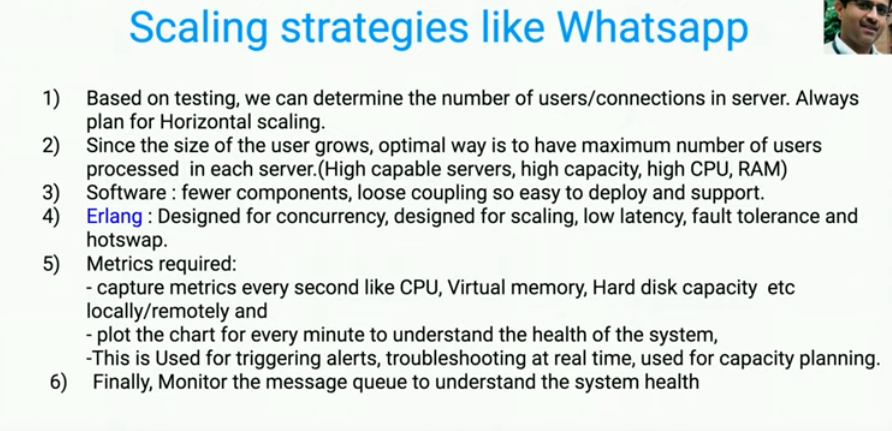 Scaling strategies like Whatsapp
1) Based on testing, we can determine the number of users/connections in server. Always
plan for Horizontal scaling.
2) Since the size of the user grows, optimal way is to have maximum number of users
processed in each server.(High capable servers, high capacity, high CPU, RAM)
3) Software : fewer components, loose coupling so easy to deploy and support.
4) Erlang : Designed for concurrency, designed for scaling, low latency, fault tolerance and
hotswap.
5) Metrics required:
- capture metrics every second like CPU, Virtual memory, Hard disk capacity etc
locally/remotely and
- plot the chart for every minute to understand the health of the system,
-This is Used for triggering alerts, troubleshooting at real time, used for capacity planning.
6) Finally, Monitor the message queue to understand the system health